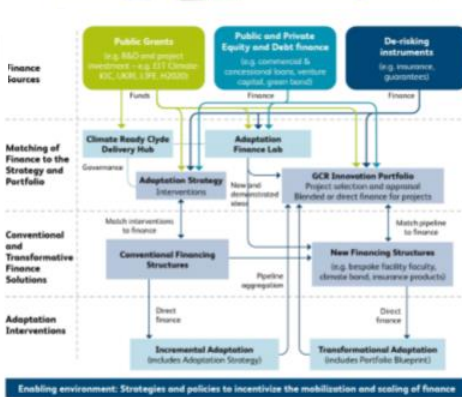 Public Grants
(e.g. R&D and project
investment – e.g. EIT Climate-
KIC, UKRI, LIFE, H2020)
Public and Private
Equity and Debt finance
(e.g. commercial &
concessional loans, venture
capital, green bond)
De-risking
instruments
(e.g. insurance,
guarantees)
Finance
Sources
Funds
Finance
Finance
Matching of
Finance to the
Strategy and
Portfolio
Climate Ready Clyde
Delivery Hub
Adaptation
Finance Lab
Governance
Adaptation Strategy
Interventions
New and
demonstrated
ideas
GCR Innovation Portfolio
Project selection and appraisal
Blended or direct finance for projects
Match interventions
to finance
Match pipeline
to finance
Conventional
and
Transformative
Finance
Solutions
Conventional Financing
Structures
New Financing Structures
(e.g. bespoke facility faculty,
climate bond, insurance products)
Pipeline
aggregation
Direct
finance
Direct
finance
Adaptation
Interventions
Incremental Adaptation
(includes Adaptation Strategy)
Transformational Adaptation
(includes Portfolio Blueprint)
Enabling environment: Strategies and policies to incentivize the mobilization and scaling of finance